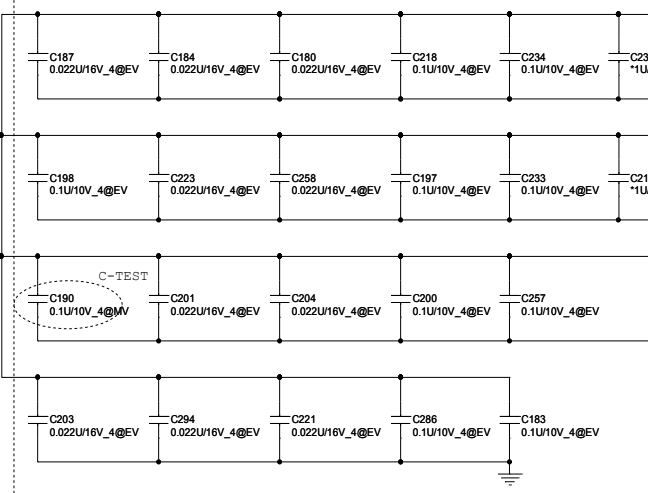 C187 C184 C180 C218 C234 C23
0.022U/16V_4@EV 0.022U/16V_4@EV 0.022U/16V_4@EV 0.1U/10V_4@EV 0.1U/10V_4@EV *1U/
C198 C223 C258 C197 C233 C21
0.1U/10V_4@EV 0.022U/16V_4@EV 0.022U/16V_4@EV 0.1U/10V_4@EV 0.1U/10V_4@EV *1U/
C-TEST
C190 C201 C204 C200 C257
0.1U/10V_4@MV 0.022U/16V_4@EV 0.022U/16V_4@EV 0.1U/10V_4@EV 0.1U/10V_4@EV
C203 C294 C221 C286 C183
0.022U/16V_4@EV 0.022U/16V_4@EV 0.022U/16V_4@EV 0.1U/10V_4@EV 0.1U/10V_4@EV